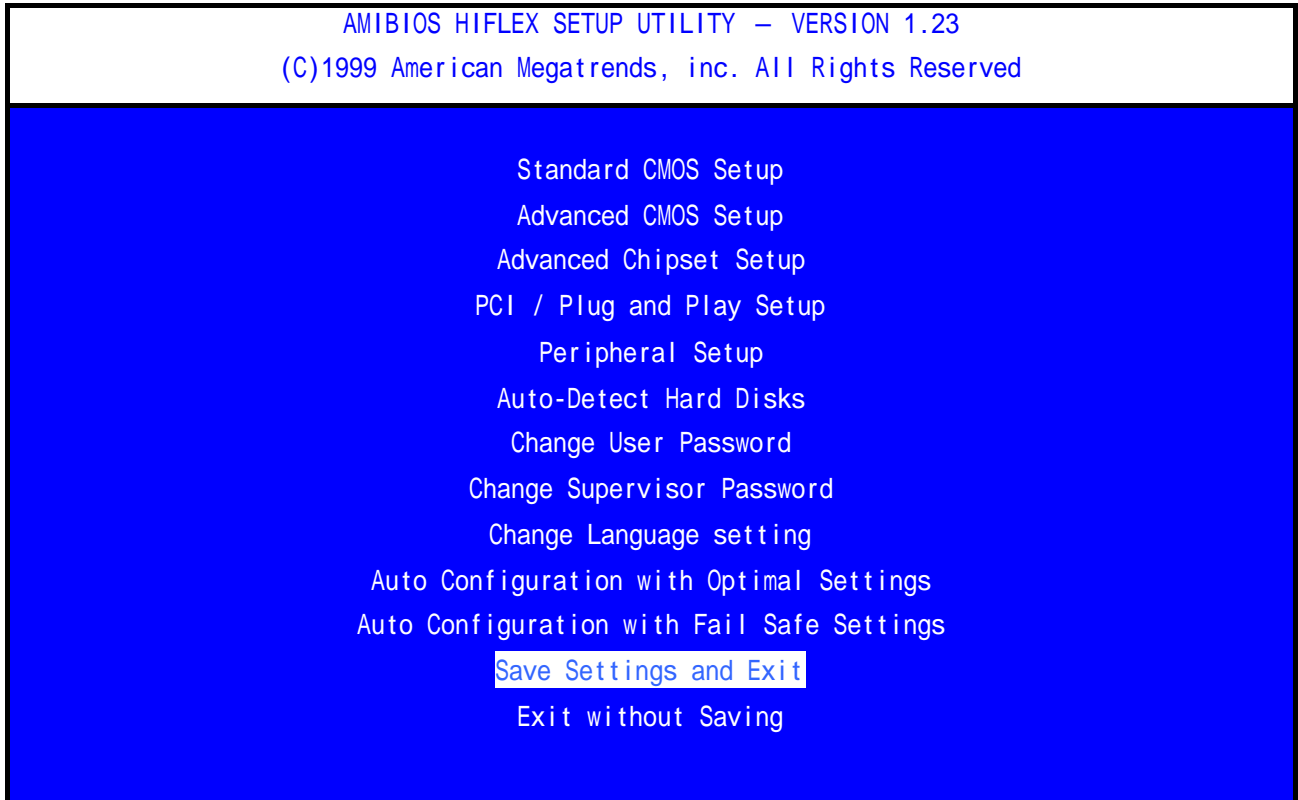 AMIBIOS HIFLEX SETUP UTILITY – VERSION 1.23
(C)1999 American Megatrends, inc. All Rights Reserved
Standard CMOS Setup
Advanced CMOS Setup
Advanced Chipset Setup
PCI / Plug and Play Setup
Peripheral Setup
Auto-Detect Hard Disks
Change User Password
Change Supervisor Password
Change Language setting
Auto Configuration with Optimal Settings
Auto Configuration with Fail Safe Settings
Save Settings and Exit
Exit without Saving